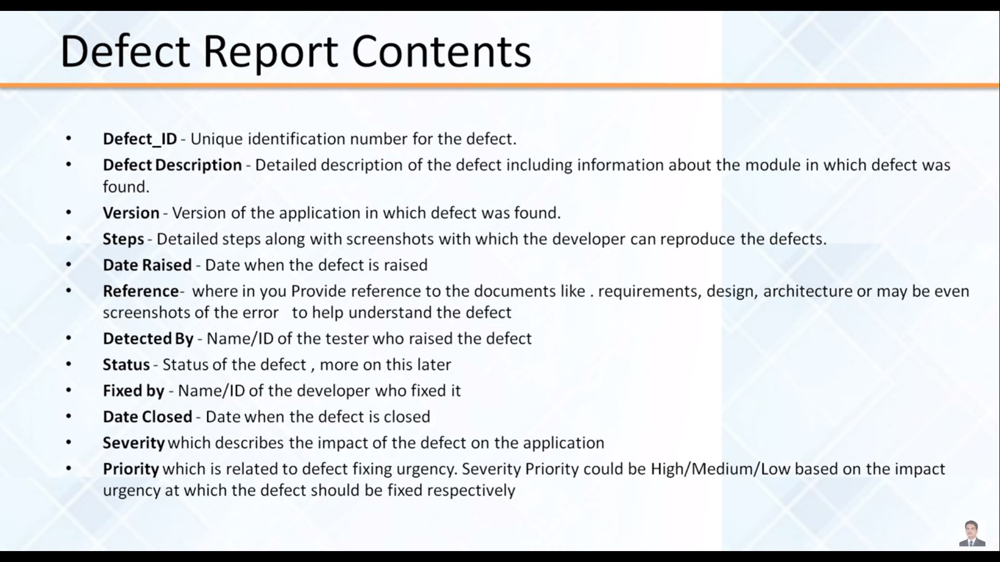 Defect Report Contents
• Defect_ID - Unique identification number for the defect.
• Defect Description - Detailed description of the defect including information about the module in which defect was
found.
• Version - Version of the application in which defect was found.
• Steps - Detailed steps along with screenshots with which the developer can reproduce the defects.
• Date Raised - Date when the defect is raised
• Reference- where in you Provide reference to the documents like . requirements, design, architecture or may be even
screenshots of the error to help understand the defect
• Detected By - Name/ID of the tester who raised the defect
• Status - Status of the defect , more on this later
• Fixed by - Name/ID of the developer who fixed it
• Date Closed - Date when the defect is closed
• Severity which describes the impact of the defect on the application
• Priority which is related to defect fixing urgency. Severity Priority could be High/Medium/Low based on the impact
urgency at which the defect should be fixed respectively